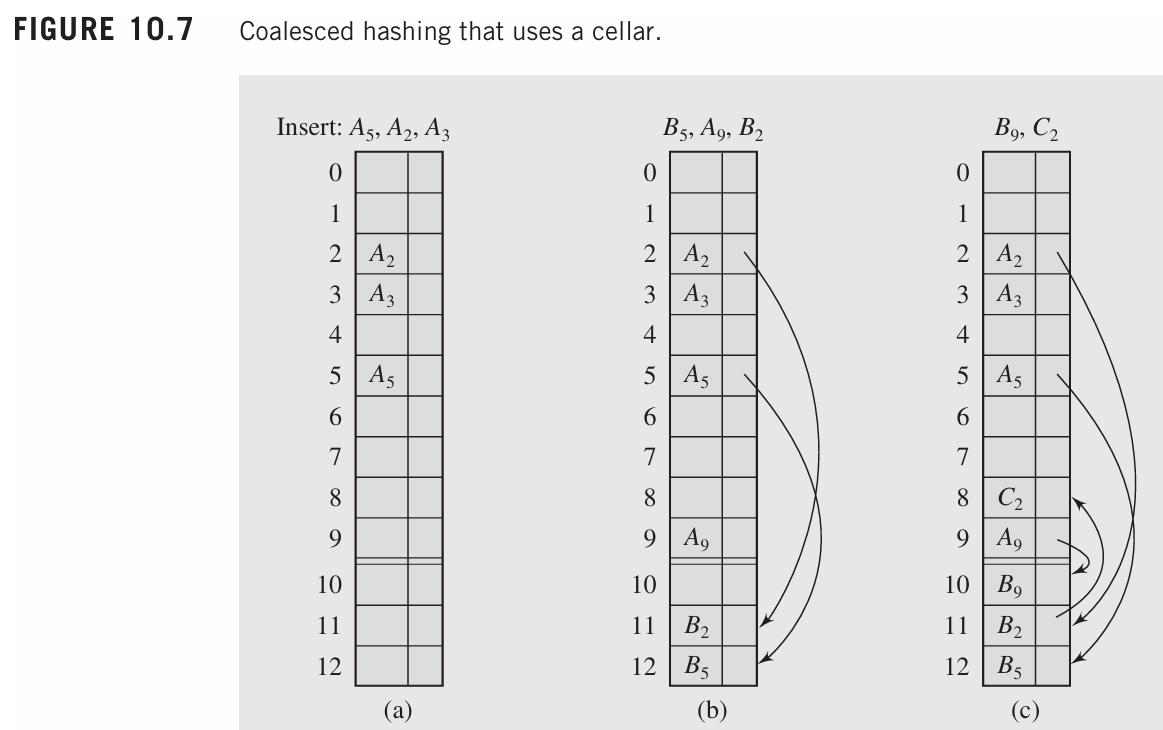 FIGURE 10.7 Coalesced hashing that uses a cellar.
Insert: A₅, A₂, A₃ B₅, A₉, B₂ B₉, C₂
0 0 0
1 1 1
2 A₂ 2 A₂ 2 A₂
3 A₃ 3 A₃ 3 A₃
4 4 4
5 A₅ 5 A₅ 5 A₅
6 6 6
7 7 7
8 8 8 C₂
9 9 A₉ 9 A₉
10 10 10 B₉
11 11 B₂ 11 B₂
12 12 B₅ 12 B₅
(a) (b) (c)